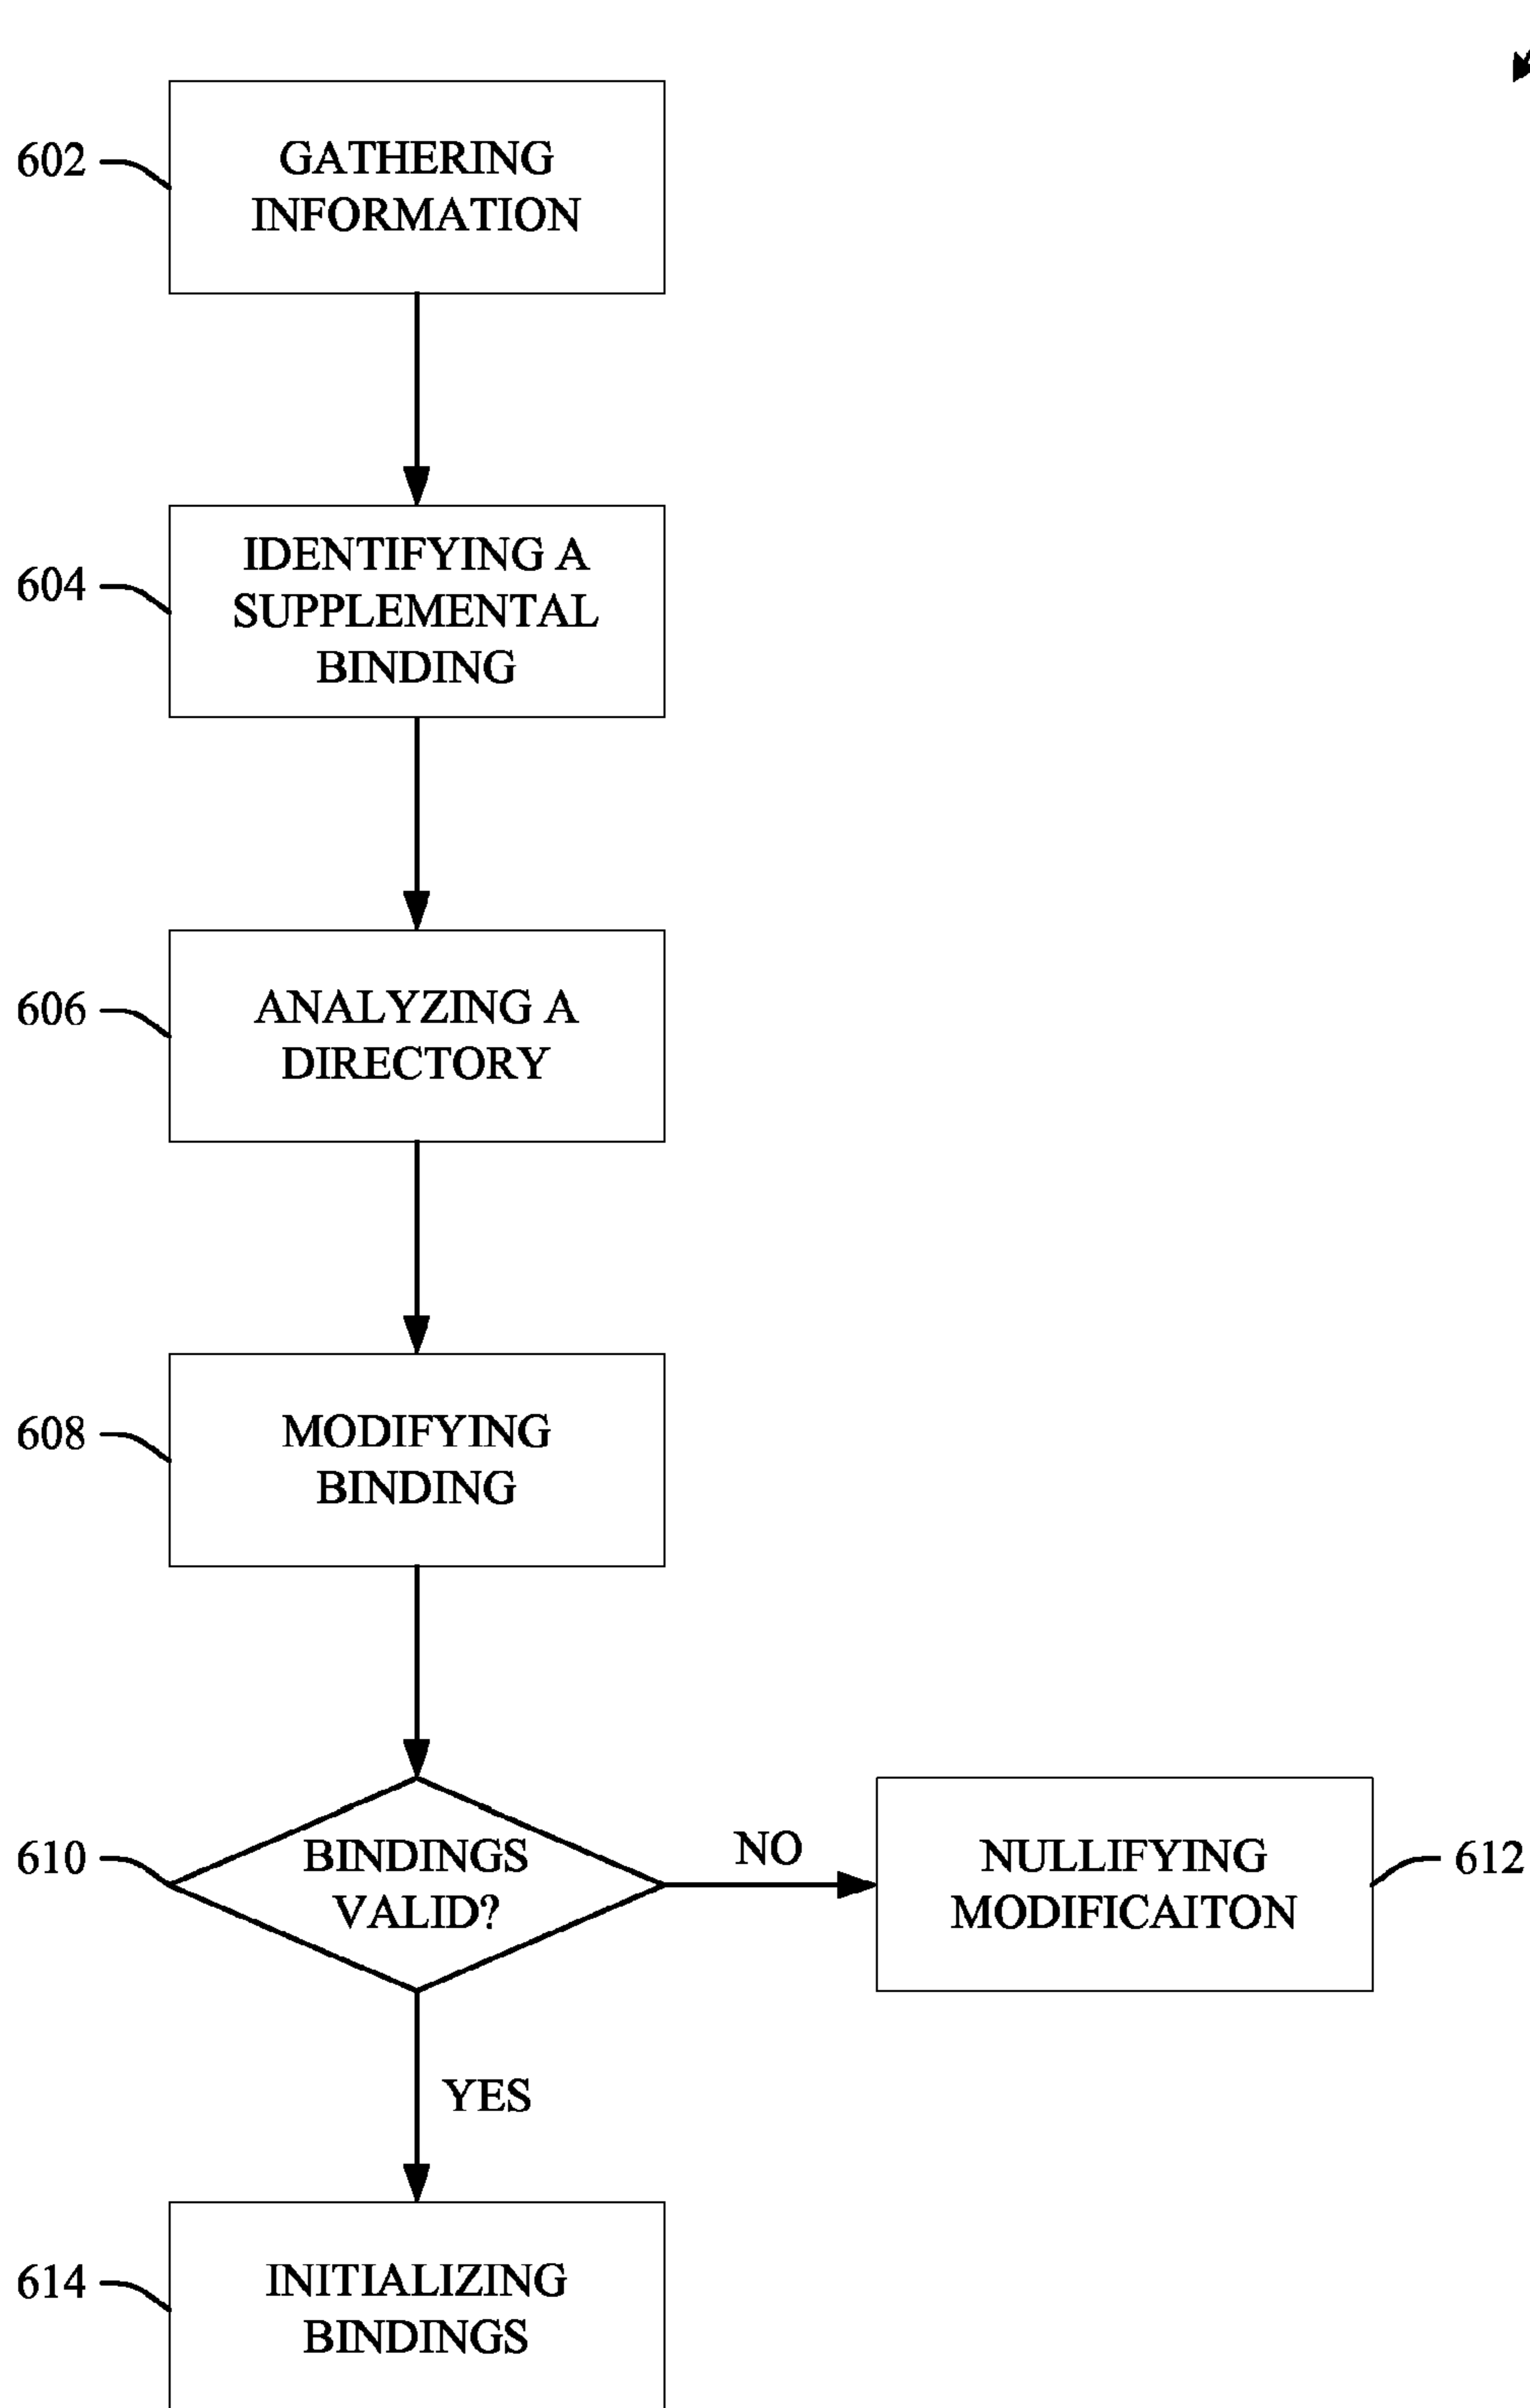 602
GATHERING
INFORMATION
604
IDENTIFYING A
SUPPLEMENTAL
BINDING
606
ANALYZING A
DIRECTORY
608
MODIFYING
BINDING
610
BINDINGS
VALID?
NO
NULLIFYING
MODIFICAITON
612
YES
614
INITIALIZING
BINDINGS